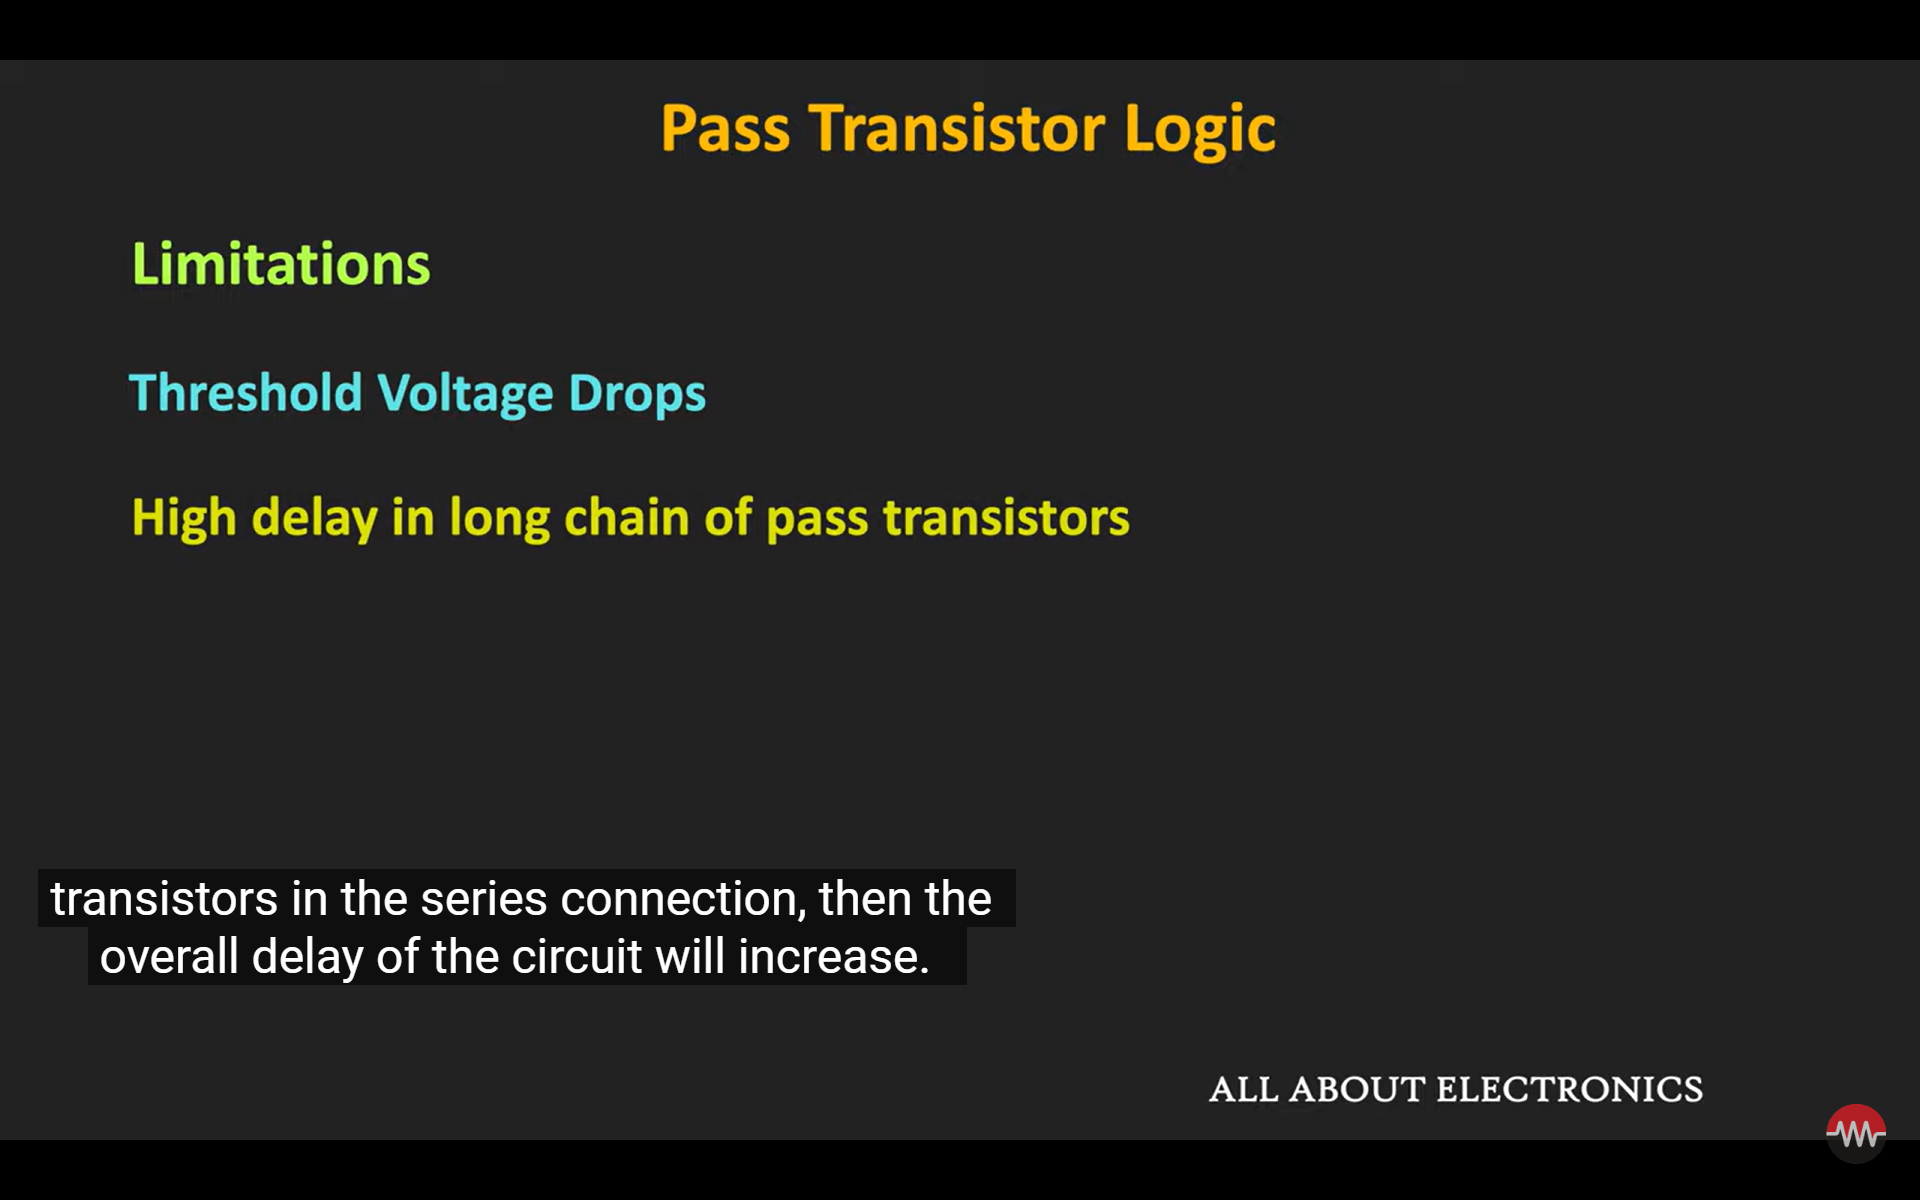 Pass Transistor Logic
Limitations
Threshold Voltage Drops
High delay in long chain of pass transistors
transistors in the series connection, then the
overall delay of the circuit will increase.
ALL ABOUT ELECTRONICS